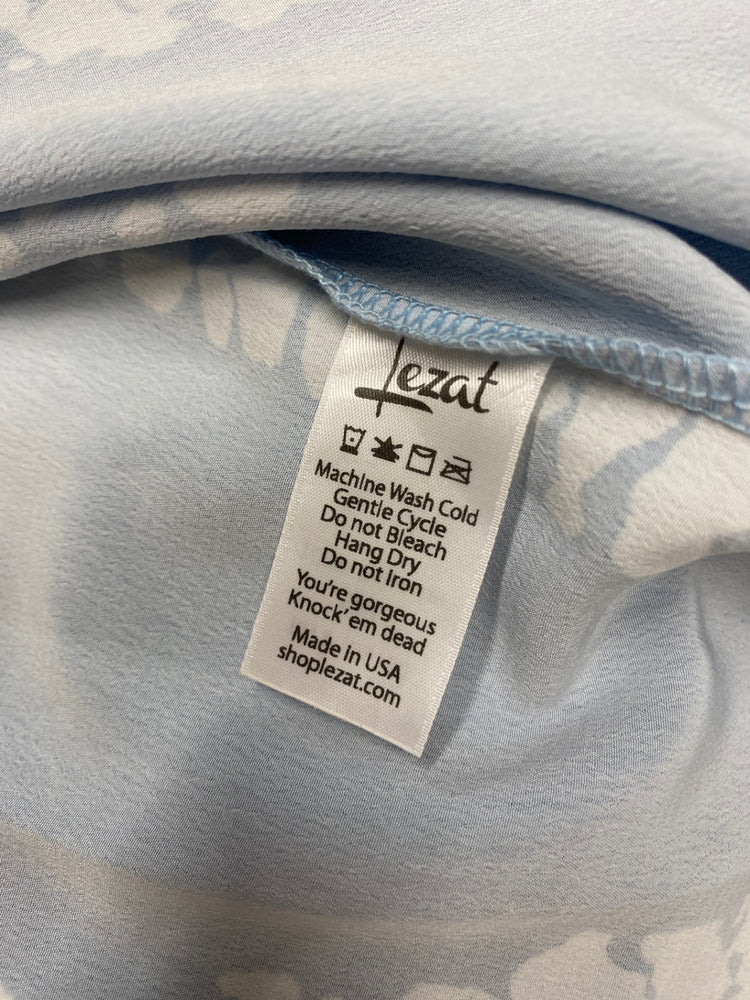 Lezat
Machine Wash Cold
Gentle Cycle
Do not Bleach
Hang Dry
Do not Iron
You're gorgeous
Knock'em dead
Made in USA
shoplezat.com